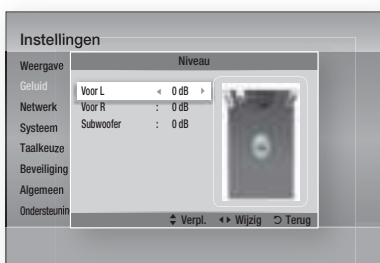 Instellingen
Weergave
Geluid
Netwerk
Systeem
Taalkeuze
Beveiliging
Algemeen
Ondersteunin
Niveau
Voor L ◂ 0 dB ▸
Voor R : 0 dB
Subwoofer : 0 dB
Verpl. Wijzig Terug